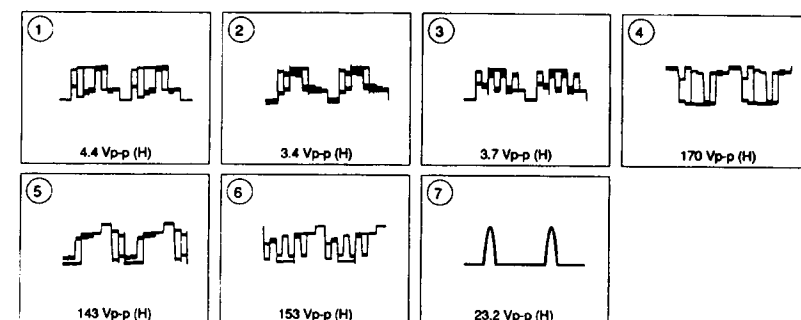 1 2 3 4
4.4 Vp-p (H) 3.4 Vp-p (H) 3.7 Vp-p (H) 170 Vp-p (H)
5 6 7
143 Vp-p (H) 153 Vp-p (H) 23.2 Vp-p (H)